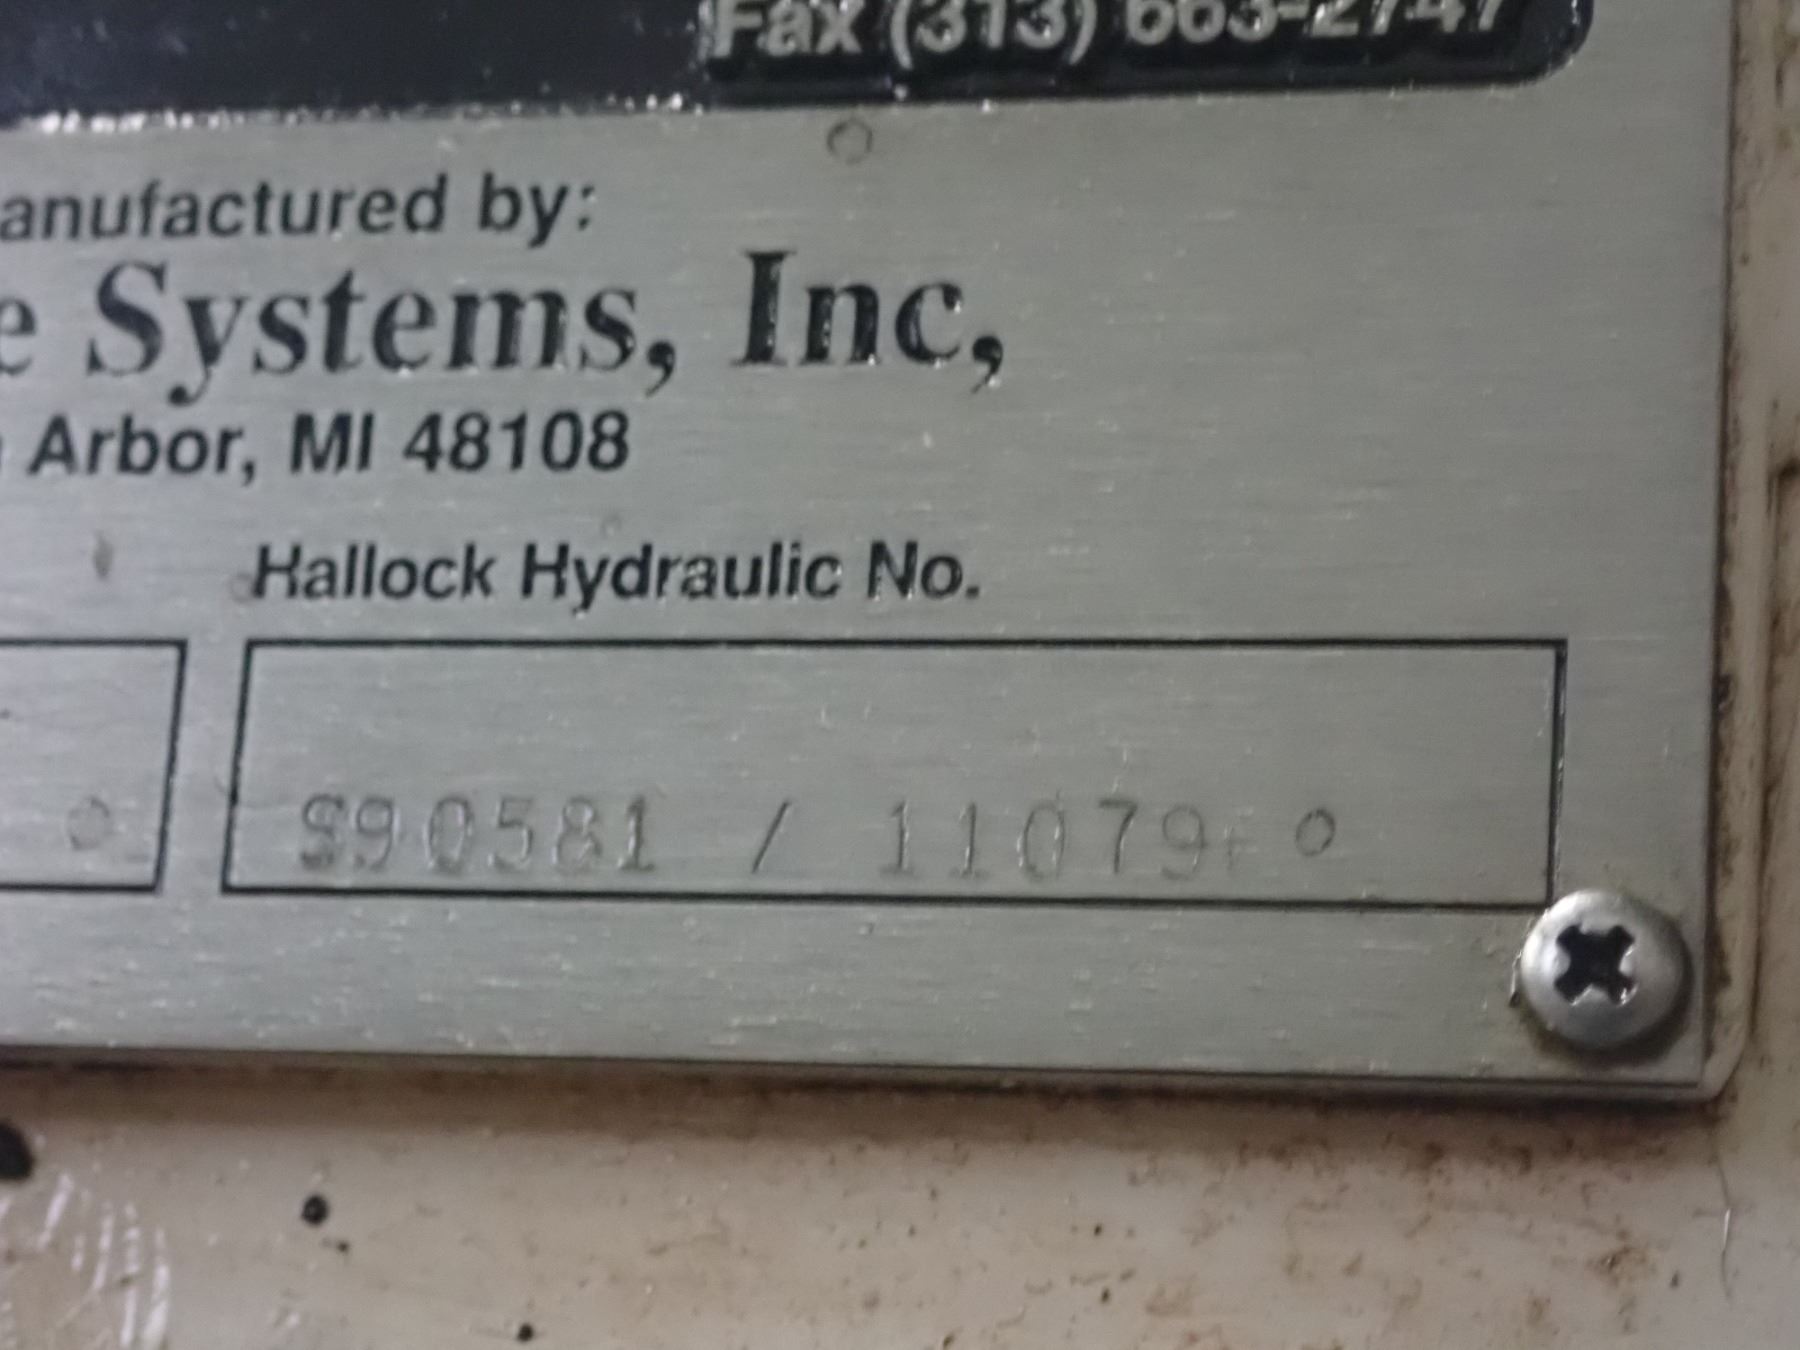 Fax (313) 663-2747
anufactured by:
e Systems, Inc,
Arbor, MI 48108
Hallock Hydraulic No.
S90581 / 11079